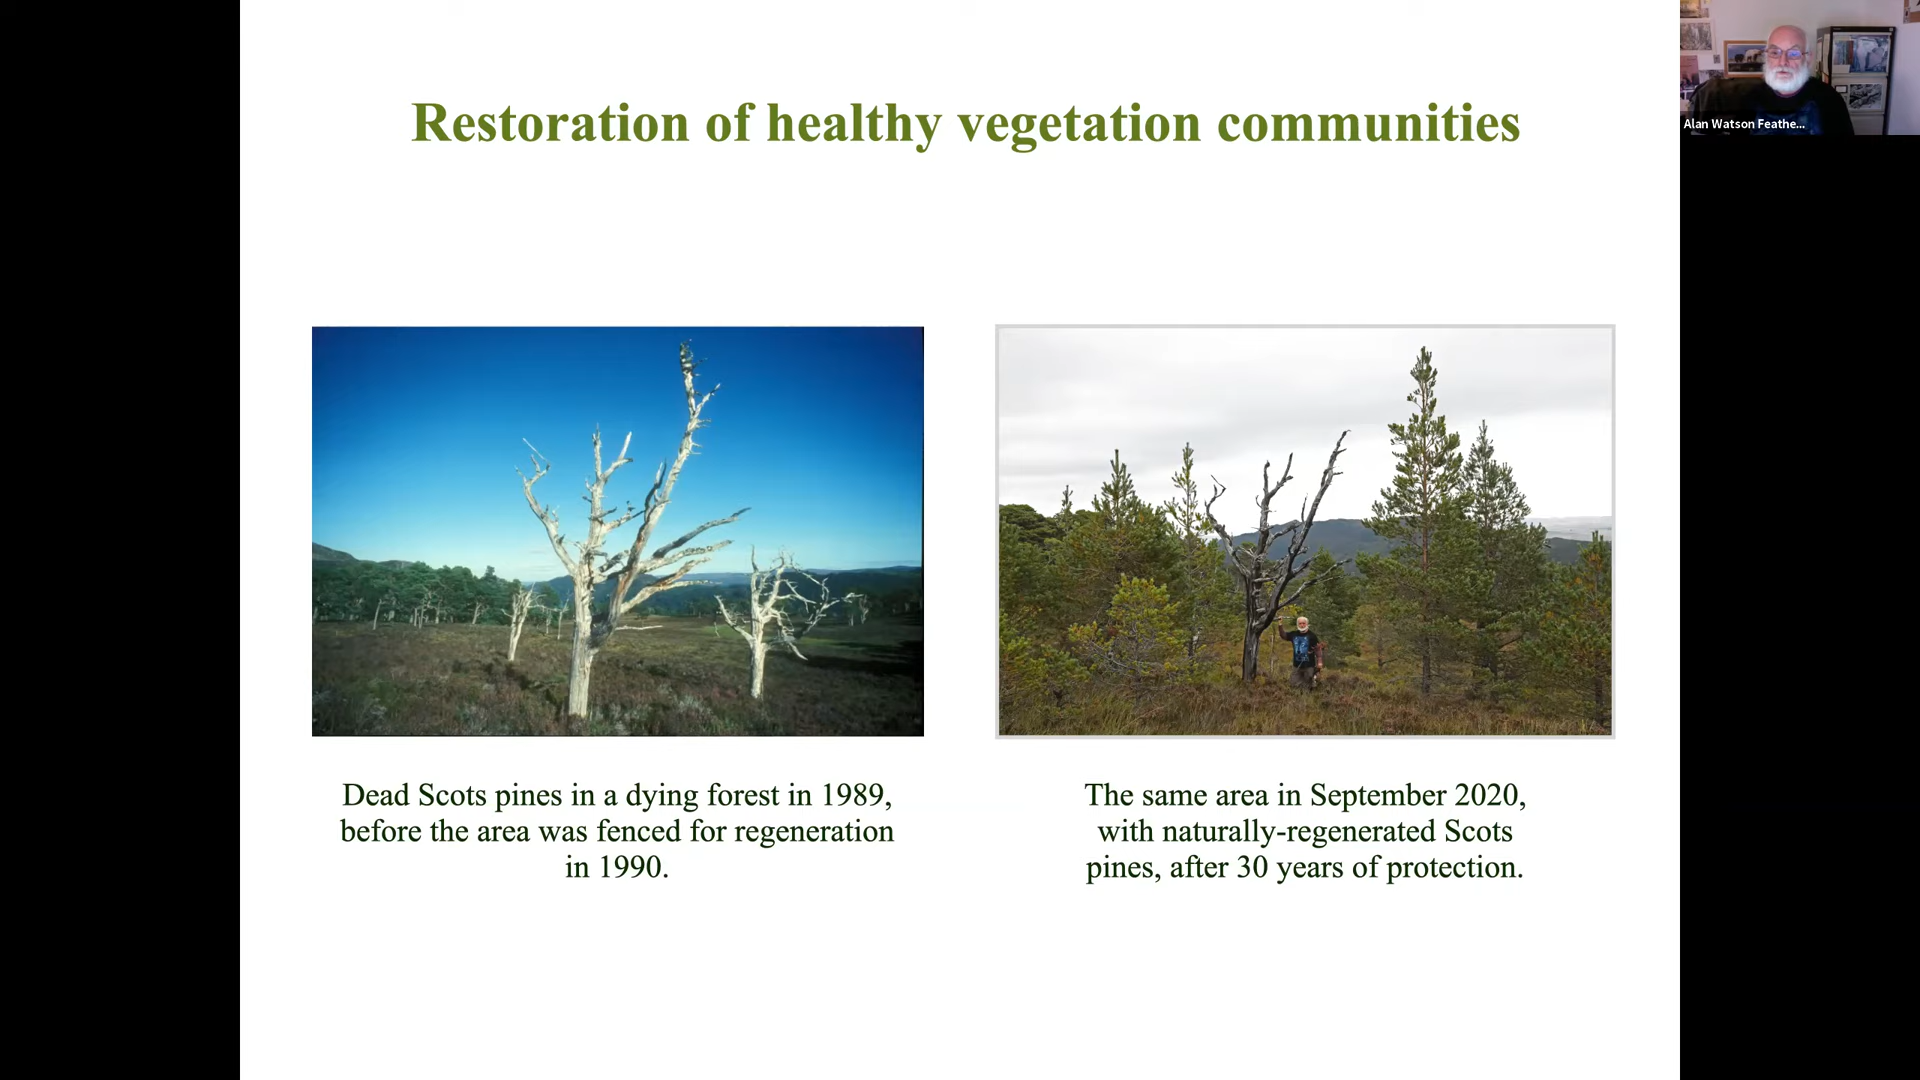 Restoration of healthy vegetation communities
Alan Watson Feathe...
Dead Scots pines in a dying forest in 1989,
before the area was fenced for regeneration
in 1990.
The same area in September 2020,
with naturally-regenerated Scots
pines, after 30 years of protection.